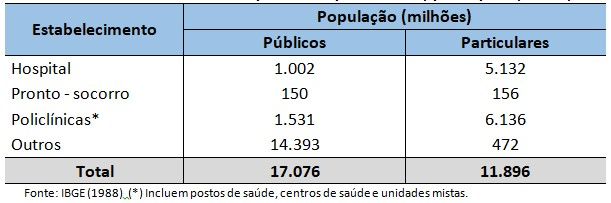 Estabelecimento População (milhões)
Públicos Particulares
Hospital 1.002 5.132
Pronto - socorro 150 156
Policlínicas* 1.531 6.136
Outros 14.393 472
Total 17.076 11.896
Fonte: IBGE (1988) (*) Incluem postos de saúde, centros de saúde e unidades mistas.